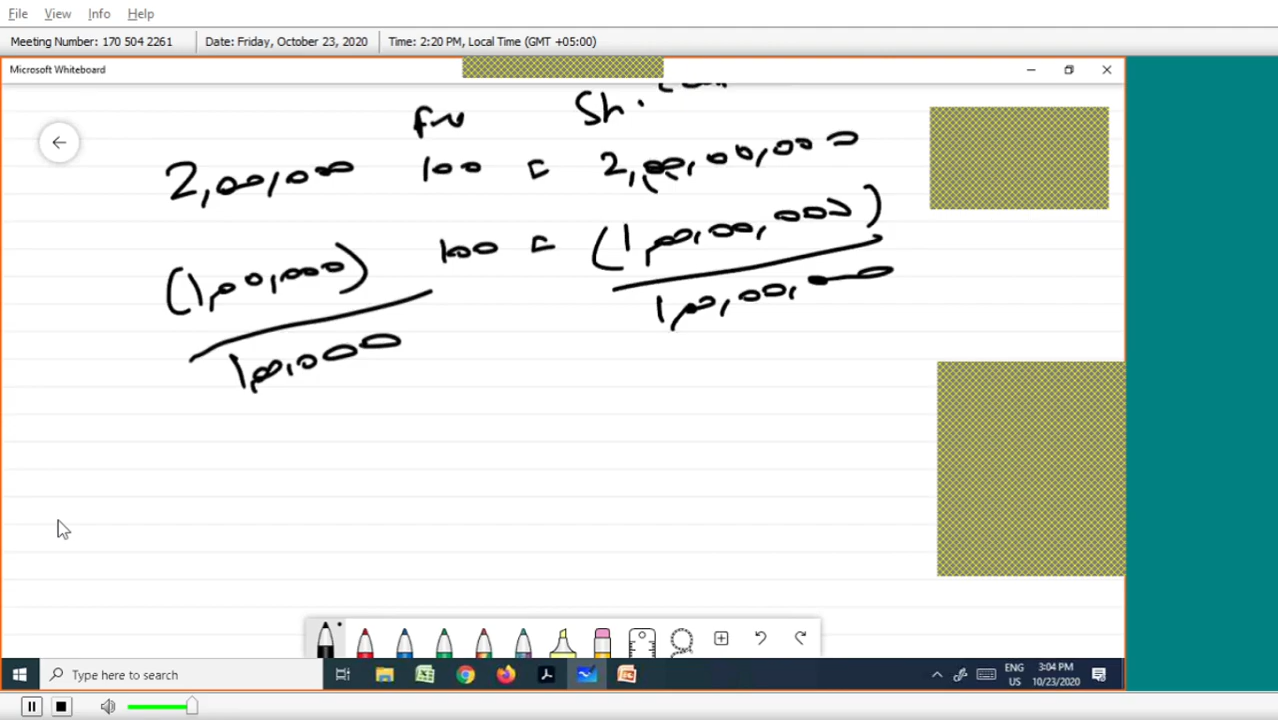 File View Info Help
Meeting Number: 170 504 2261 Date: Friday, October 23, 2020 Time: 2:20 PM, Local Time (GMT +05:00)
Microsoft Whiteboard
Sh.
2,00,000 100 = 2,00,00,000
(1,00,000) 100 = (1,00,00,000)
1,00,000 1,00,00,000
Type here to search
ENG
US
3:04 PM
10/23/2020